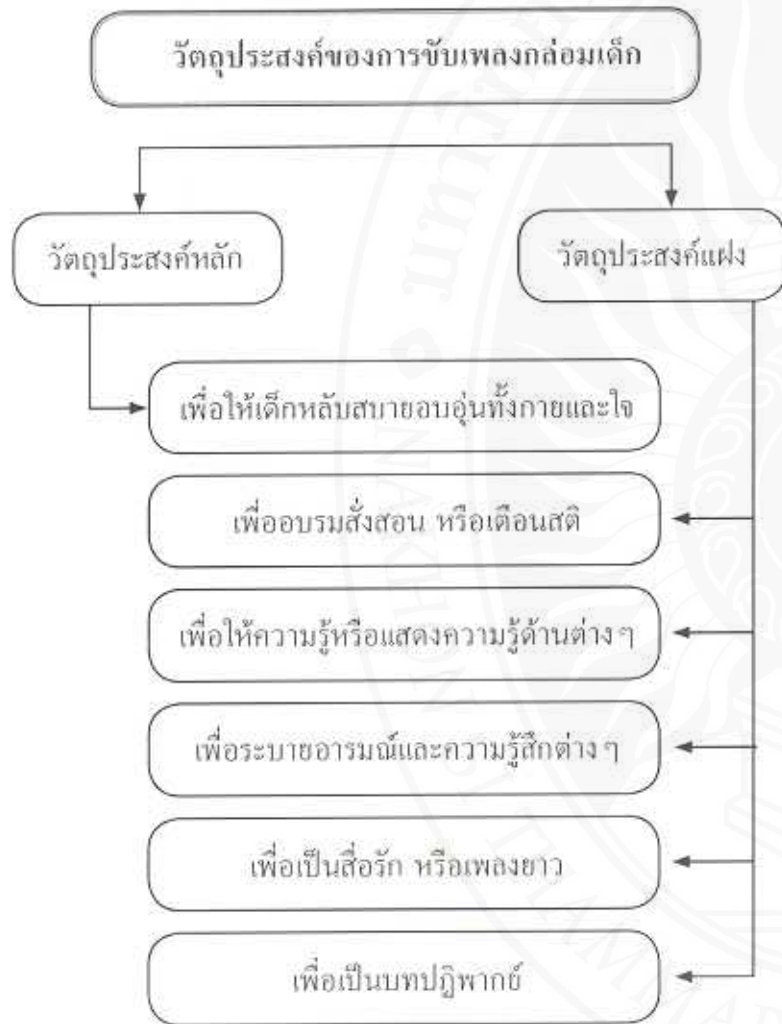 วัตถุประสงค์ของการขับเพลงกล่อมเด็ก
วัตถุประสงค์หลัก
วัตถุประสงค์แฝง
เพื่อให้เด็กหลับสบายอบอุ่นทั้งกายและใจ
เพื่ออบรมสั่งสอน หรือเตือนสติ
เพื่อให้ความรู้หรือแสดงความรู้ด้านต่างๆ
เพื่อระบายอารมณ์และความรู้สึกต่างๆ
เพื่อเป็นสื่อรัก หรือเพลงยาว
เพื่อเป็นบทปฏิพากย์